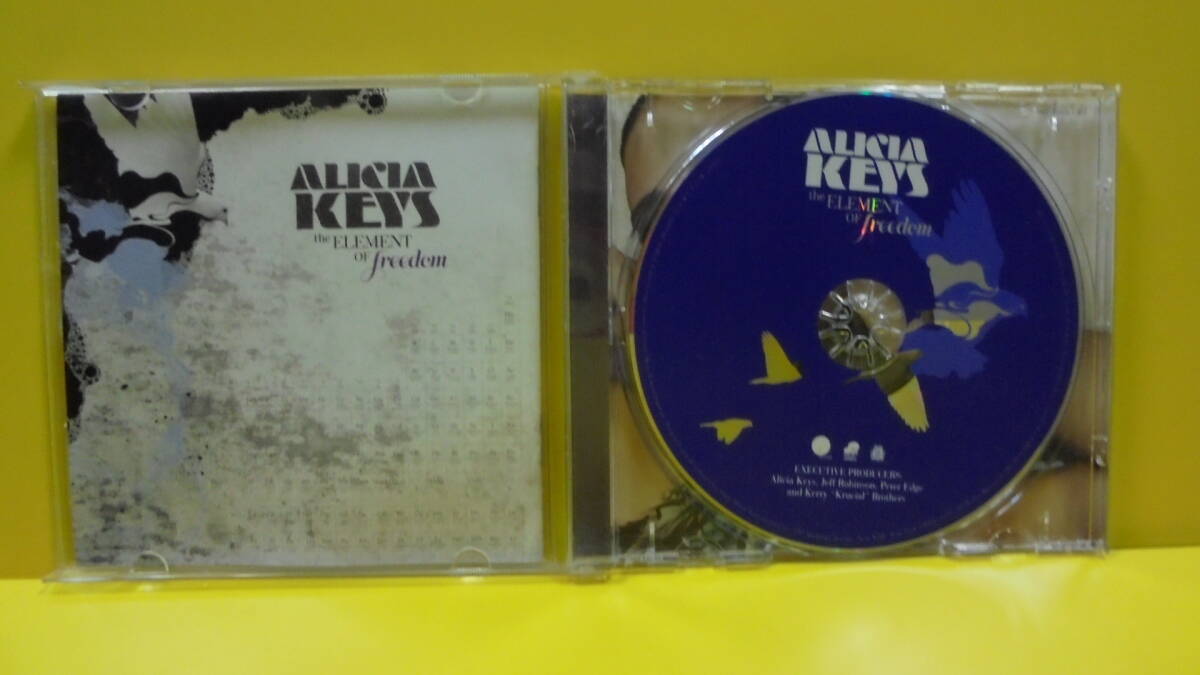 ALICIA
KEYS
the ELEMENT
OF freedom
ALICIA
KEYS
the ELEMENT
OF freedom
EXECUTIVE PRODUCERS:
Alicia Keys, Jeff Robinson, Peter Edge
and Kerry "Krucial" Brothers